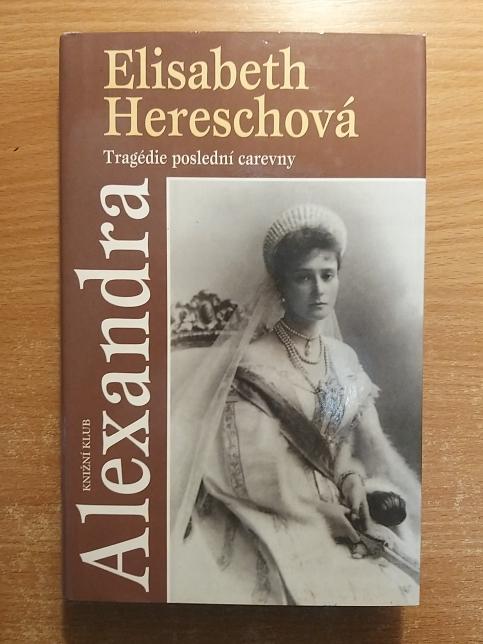 Elisabeth
Hereschová
Tragédie poslední carevny
Alexandra
KNIŽNÍ KLUB